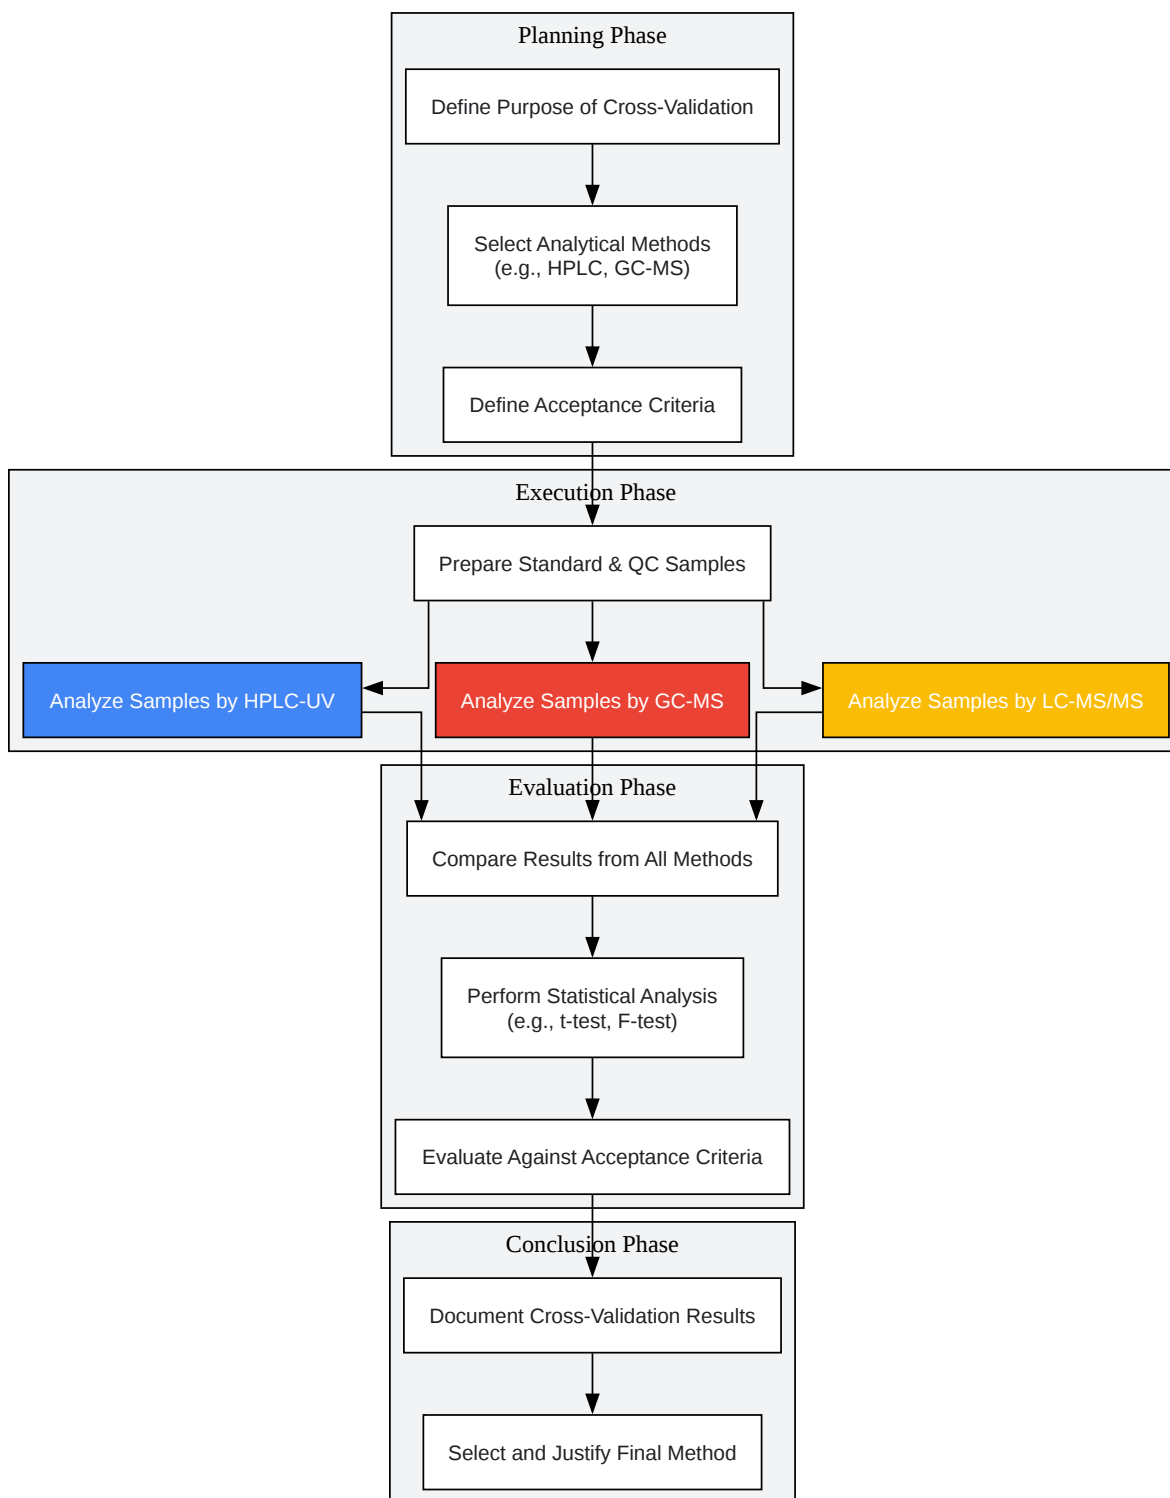 Planning Phase
Define Purpose of Cross-Validation
Select Analytical Methods
(e.g., HPLC, GC-MS)
Define Acceptance Criteria
Execution Phase
Prepare Standard & QC Samples
Analyze Samples by HPLC-UV
Analyze Samples by GC-MS
Analyze Samples by LC-MS/MS
Evaluation Phase
Compare Results from All Methods
Perform Statistical Analysis
(e.g., t-test, F-test)
Evaluate Against Acceptance Criteria
Conclusion Phase
Document Cross-Validation Results
Select and Justify Final Method